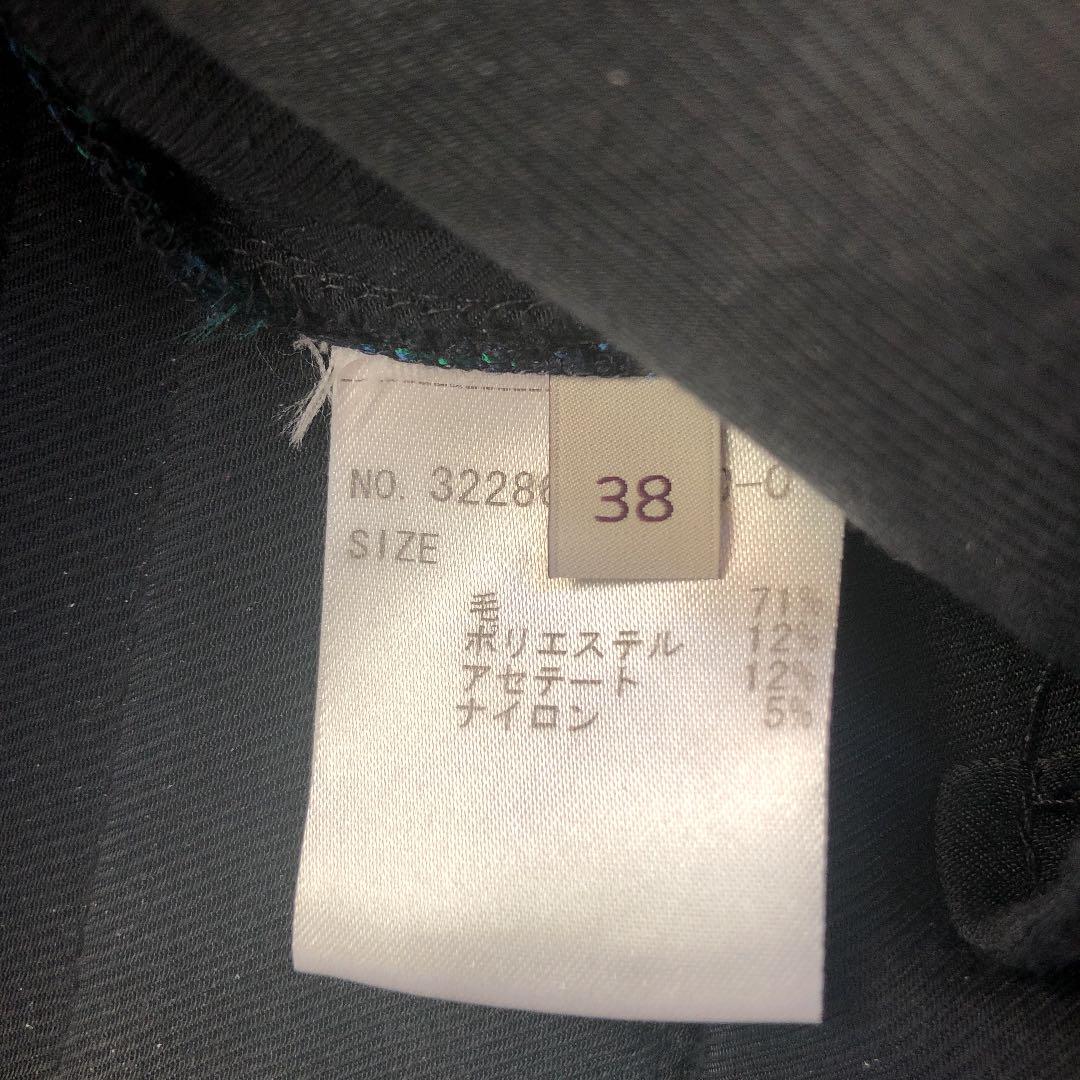 NO. 3228
38
SIZE
毛 71%
ポリエステル 12%
アセテート 12%
ナイロン 5%